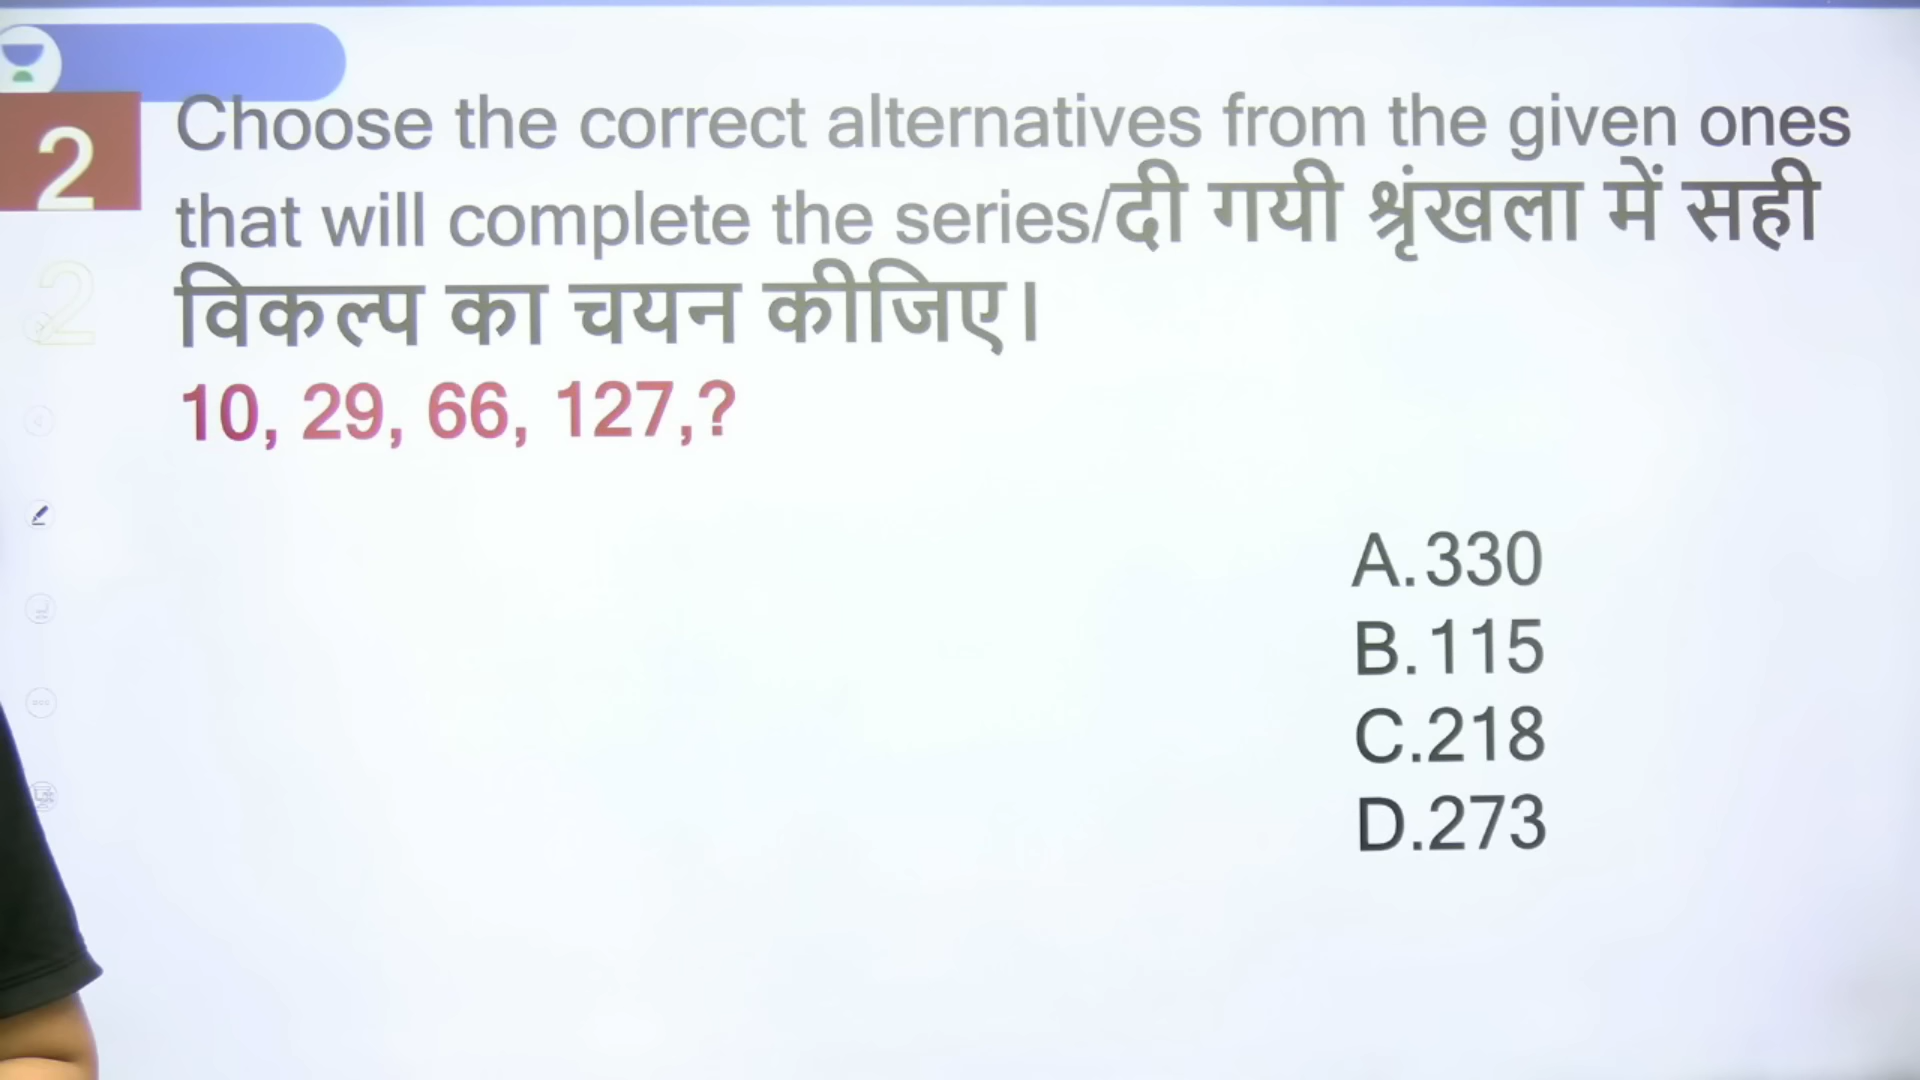 2
Choose the correct alternatives from the given ones
that will complete the series/दी गयी श्रृंखला में सही
विकल्प का चयन कीजिए।
2
10, 29, 66, 127,?
A.330
B.115
C.218
D.273